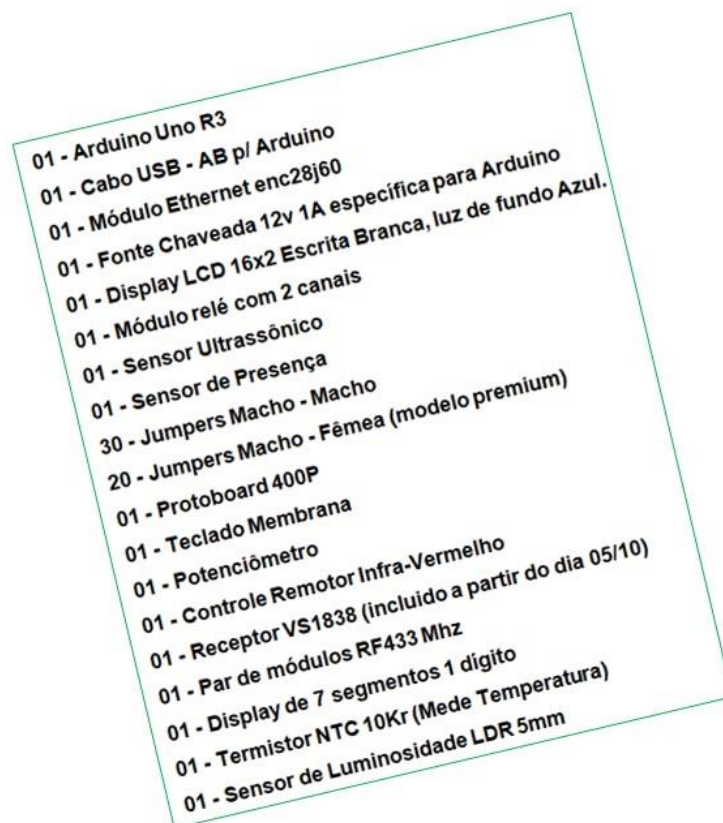 01 - Arduino Uno R3
01 - Cabo USB - AB p/ Arduino
01 - Módulo Ethernet enc28j60
01 - Fonte Chaveada 12v 1A específica para Arduino
01 - Display LCD 16x2 Escrita Branca, luz de fundo Azul.
01 - Módulo relé com 2 canais
01 - Sensor Ultrassônico
01 - Sensor de Presença
30 - Jumpers Macho - Macho
20 - Jumpers Macho - Fêmea (modelo premium)
01 - Protoboard 400P
01 - Teclado Membrana
01 - Potenciômetro
01 - Controle Remotor Infra-Vermelho
01 - Receptor VS1838 (incluido a partir do dia 05/10)
01 - Par de módulos RF433 Mhz
01 - Display de 7 segmentos 1 dígito
01 - Termistor NTC 10Kr (Mede Temperatura)
01 - Sensor de Luminosidade LDR 5mm